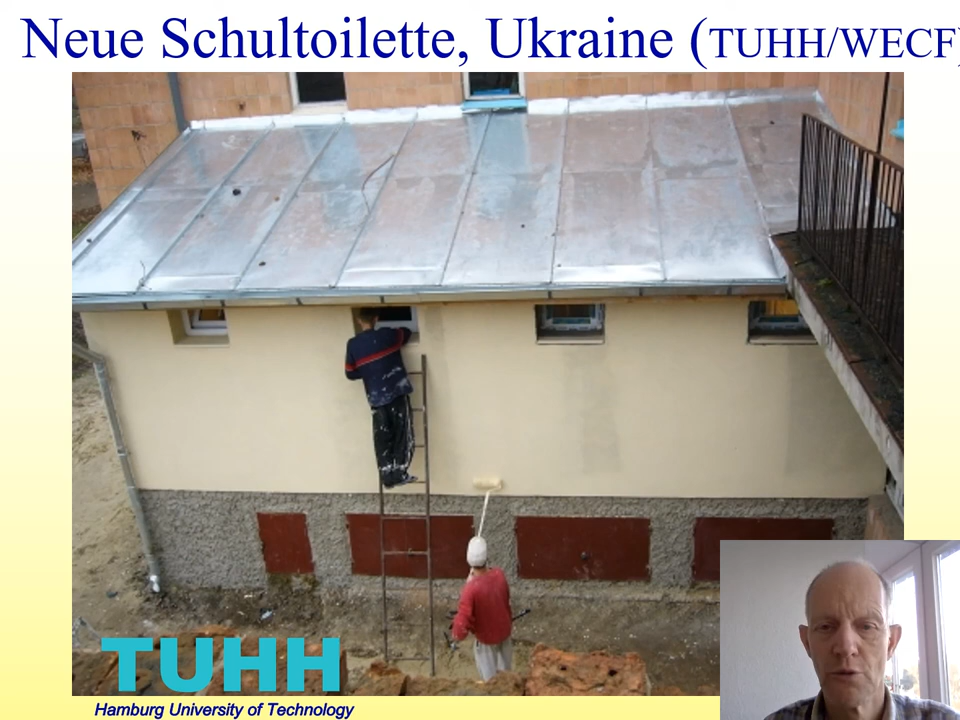 Neue Schultoilette, Ukraine (TUHH/WECF)
TUHH
Hamburg University of Technology